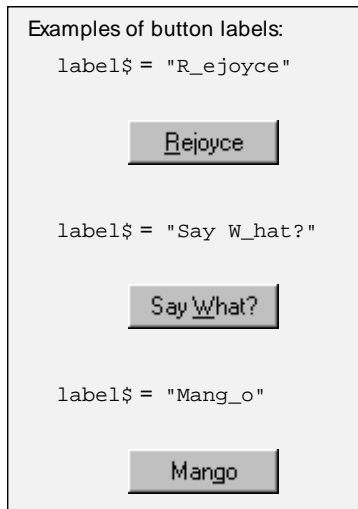 Examples of button labels:
label$ = "R_ejoyce"
Rejoyce
label$ = "Say W_hat?"
Say What?
label$ = "Mang_o"
Mango